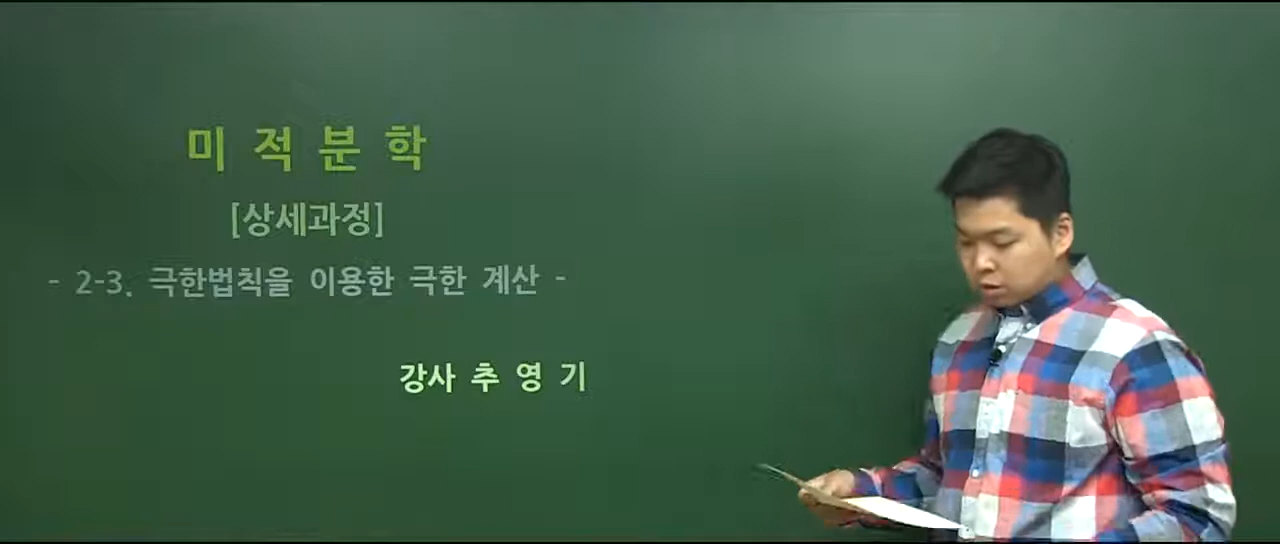 미 적 분 학
[상세과정]
- 2-3. 극한법칙을 이용한 극한 계산 -
강사 추 영 기